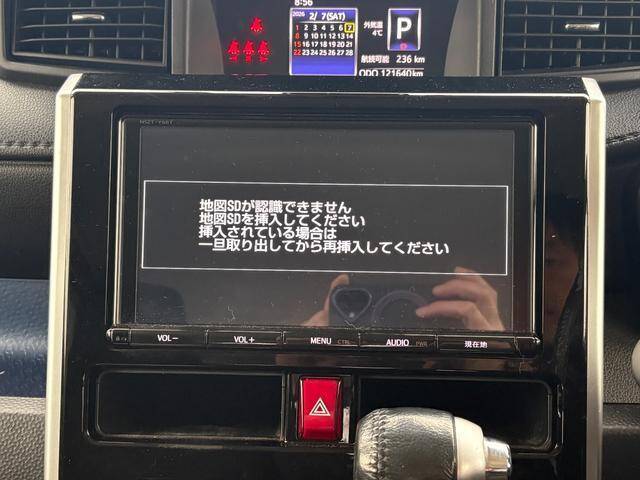 8:56
2026 2/ 7(SAT)
1 2 3 4 5 6 7
8 9 10 11 12 13 14
15 16 17 18 19 20 21
22 23 24 25 26 27 28
外気温
4℃
P
航続可能 236 km
ODO 121640 km
NSZT-Y66T
地図SDが認識できません
地図SDを挿入してください
挿入されている場合は
一旦取り出してから再挿入してください
VOL− VOL+ MENU CTRL AUDIO PWR 現在地